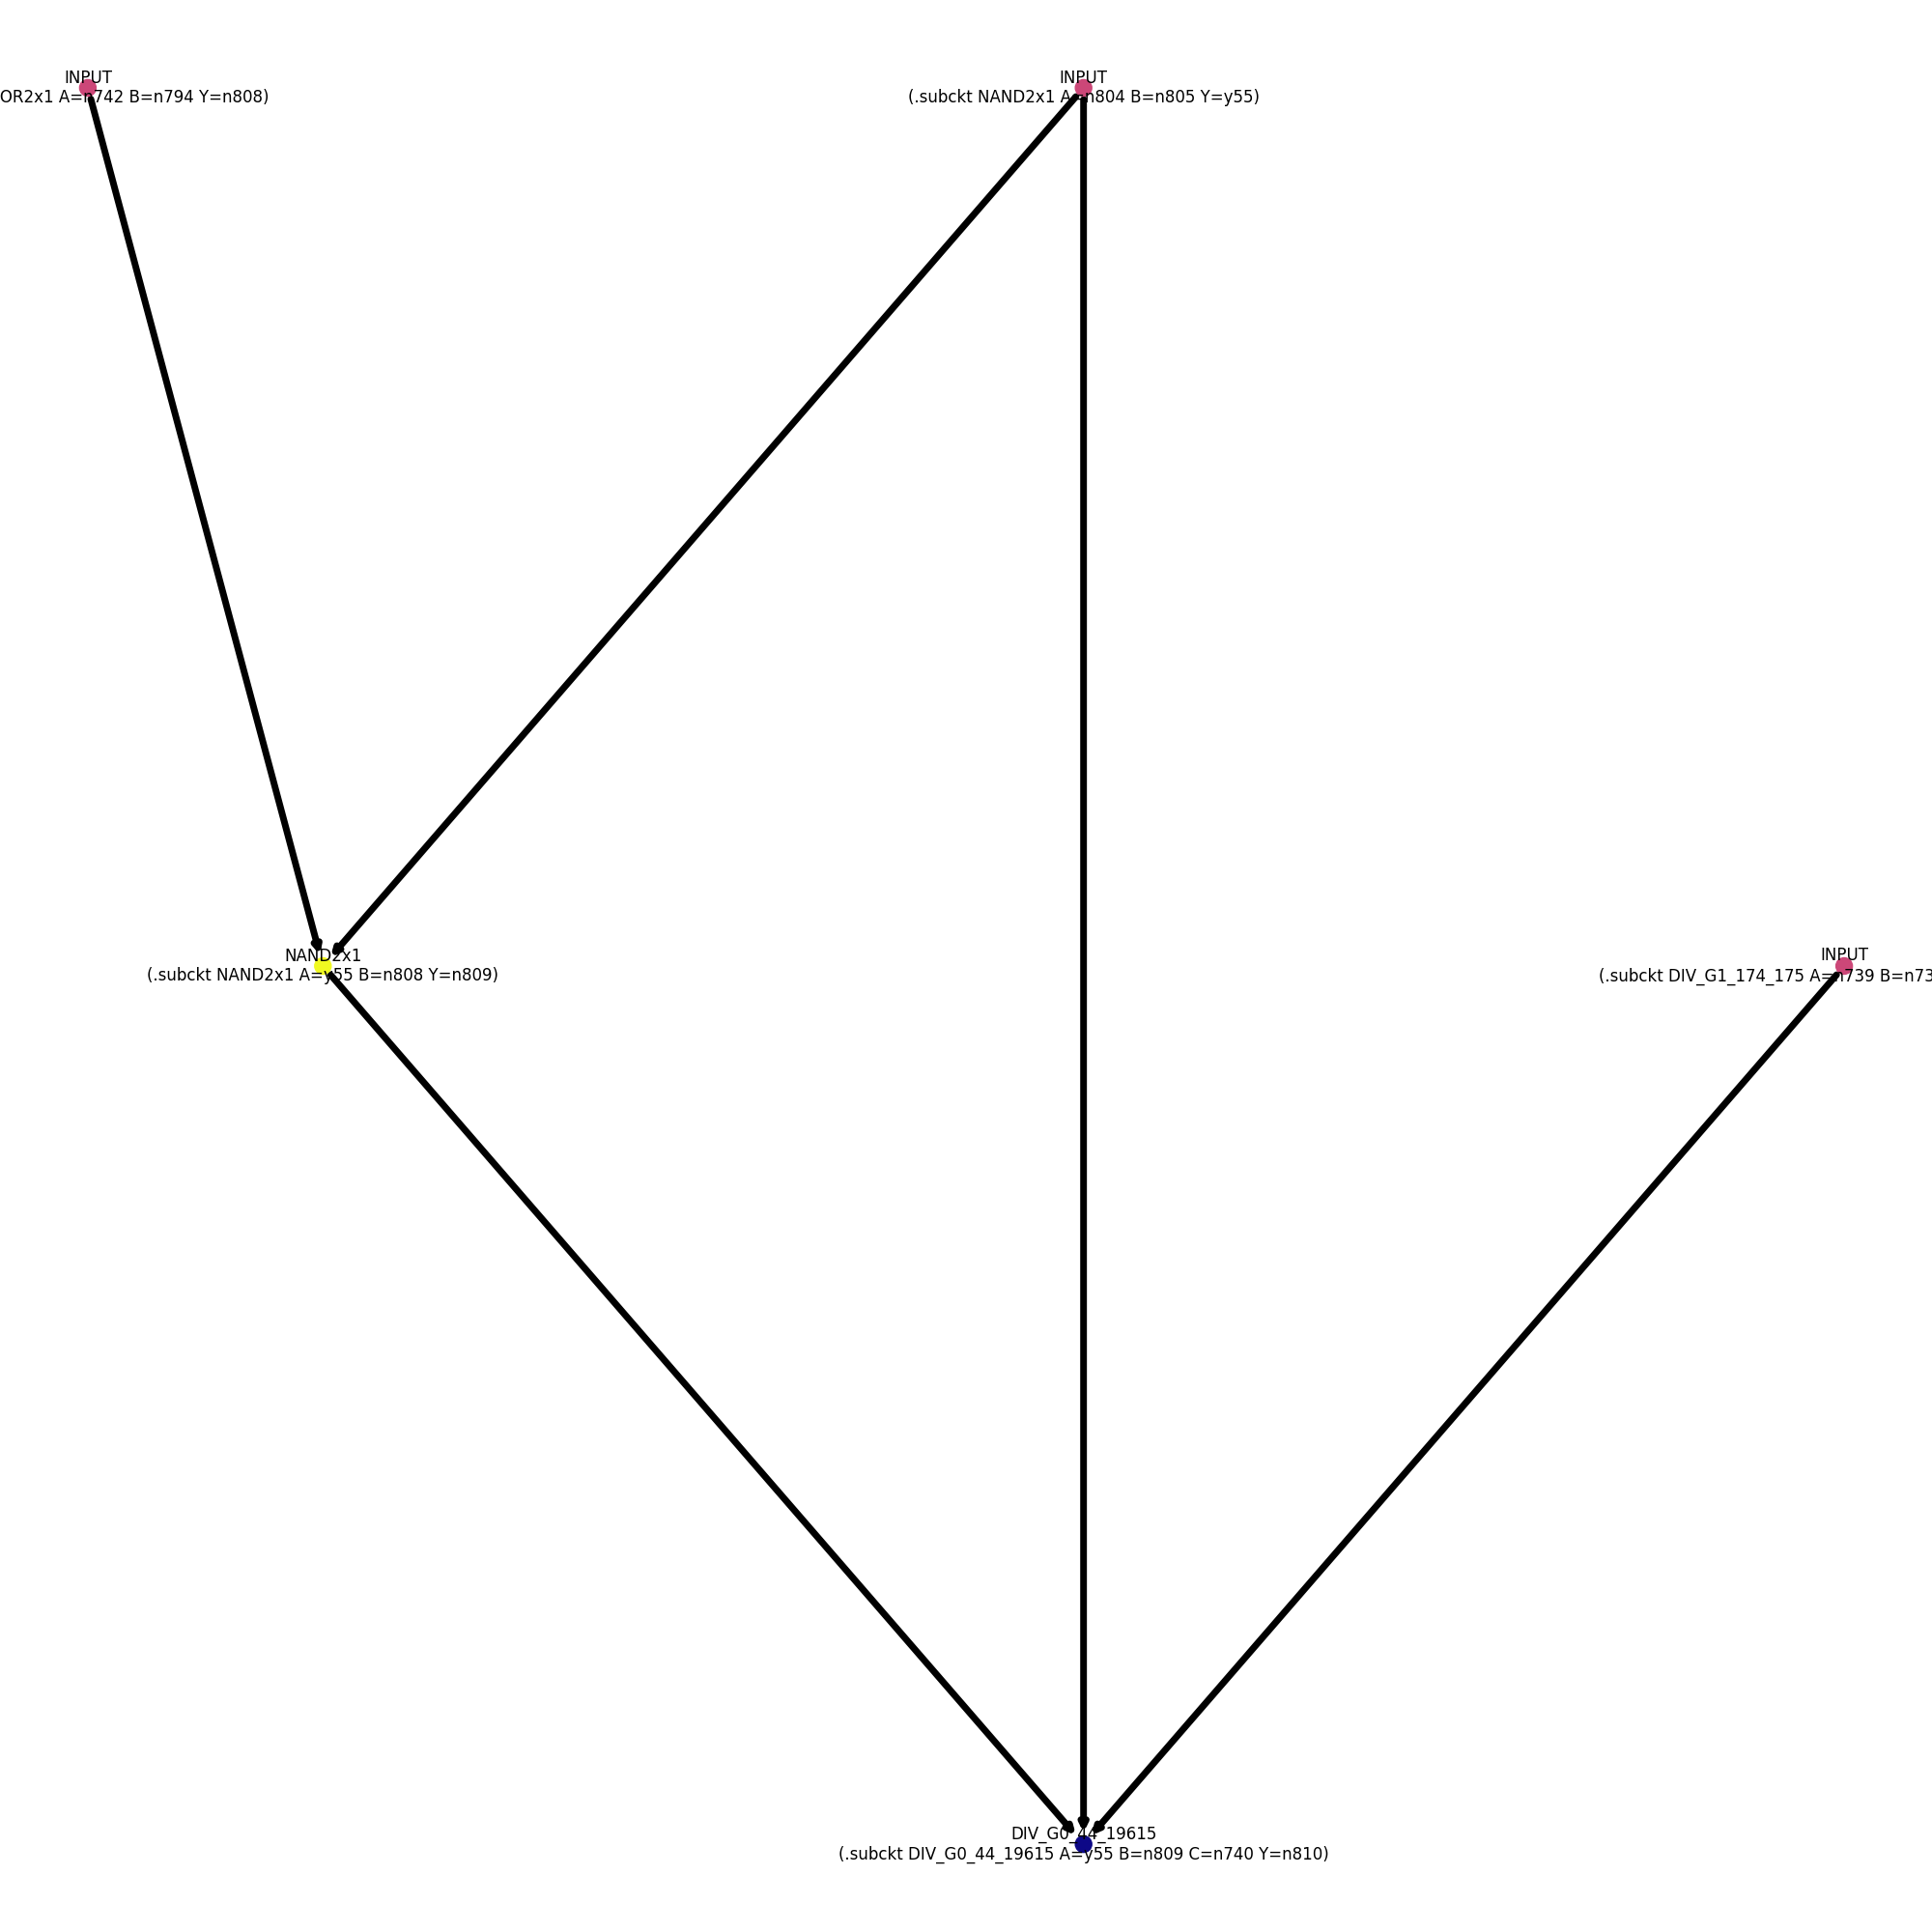 INPUT
OR2x1 A=n742 B=n794 Y=n808)
INPUT
(.subckt NAND2x1 A=n804 B=n805 Y=y55)
NAND2x1
(.subckt NAND2x1 A=y55 B=n808 Y=n809)
INPUT
(.subckt DIV_G1_174_175 A=n739 B=n73
DIV_G0_44_19615
(.subckt DIV_G0_44_19615 A=y55 B=n809 C=n740 Y=n810)